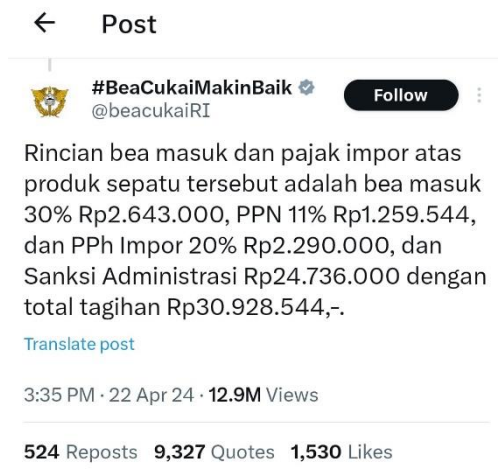 ← Post
#BeaCukaiMakinBaik
Follow
@beacukaiRI
Rincian bea masuk dan pajak impor atas
produk sepatu tersebut adalah bea masuk
30% Rp2.643.000, PPN 11% Rp1.259.544,
dan PPh Impor 20% Rp2.290.000, dan
Sanksi Administrasi Rp24.736.000 dengan
total tagihan Rp30.928.544,-.
Translate post
3:35 PM · 22 Apr 24 · 12.9M Views
524 Reposts 9,327 Quotes 1,530 Likes